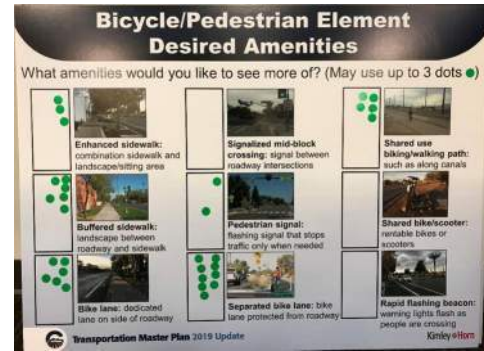 Bicycle/Pedestrian Element
Desired Amenities
What amenities would you like to see more of? (May use up to 3 dots ●)
Enhanced sidewalk:
combination sidewalk and
landscape/sitting area
Signalized mid-block
crossing: signal between
roadway intersections
Shared use
biking/walking path:
such as along canals
Buffered sidewalk:
landscape between
roadway and sidewalk
Pedestrian signal:
flashing signal that stops
traffic only when needed
Shared bike/scooter:
rentable bikes or
scooters
Bike lane: dedicated
lane on side of roadway
Separated bike lane: bike
lane protected from roadway
Rapid flashing beacon:
warning lights flash as
people are crossing
Transportation Master Plan 2019 Update
Kimley»Horn